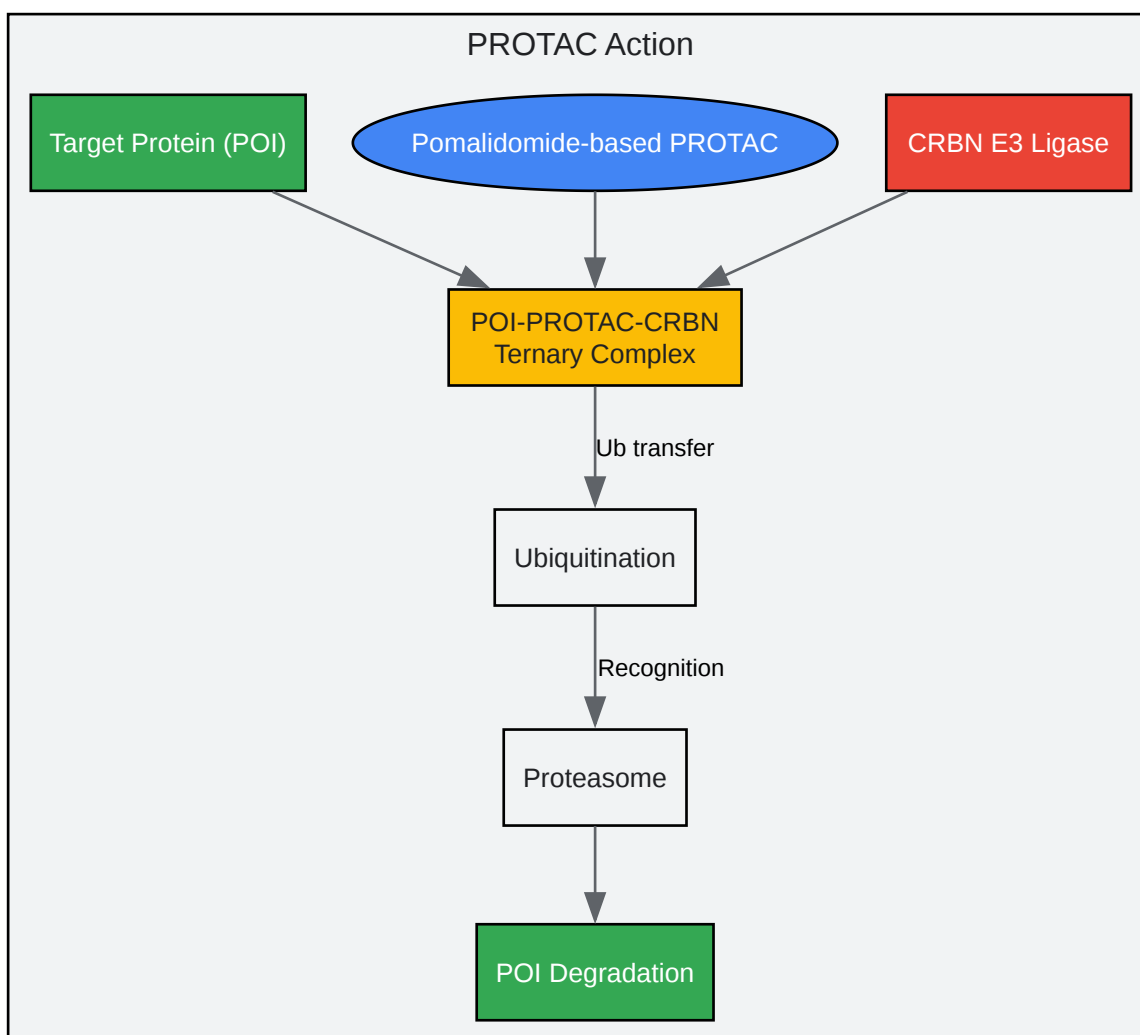 PROTAC Action
Target Protein (POI)
Pomalidomide-based PROTAC
CRBN E3 Ligase
POI-PROTAC-CRBN
Ternary Complex
Ub transfer
Ubiquitination
Recognition
Proteasome
POI Degradation